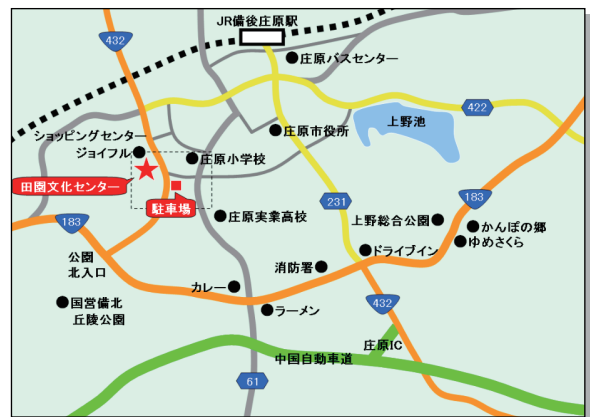 JR備後庄原駅
432
庄原バスセンター
422
ショッピングセンター
ジョイフル
庄原市役所
上野池
庄原小学校
田園文化センター
駐車場
183
231
183
庄原実業高校
上野総合公園
かんぽの郷
ゆめさくら
公園
北入口
ドライブイン
消防署
カレー
国営備北
丘陵公園
ラーメン
432
庄原IC
中国自動車道
61